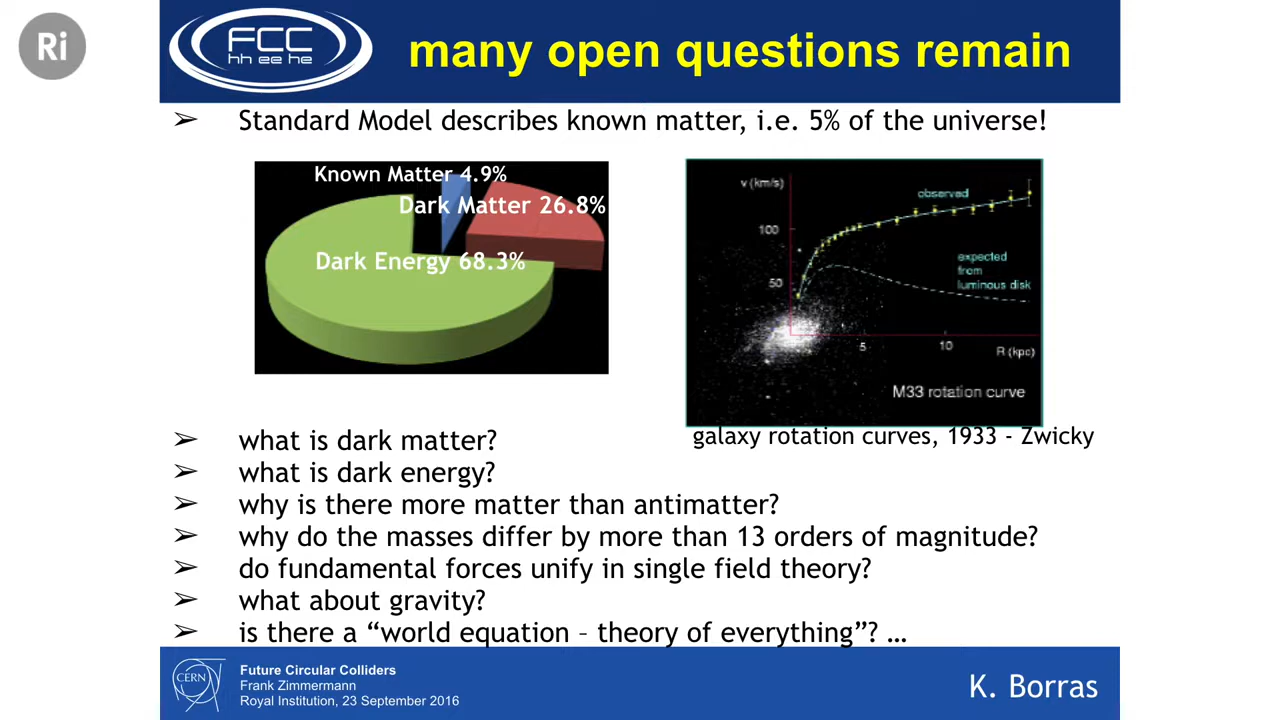 Ri
FCC
hh ee he
many open questions remain
➢ Standard Model describes known matter, i.e. 5% of the universe!
Known Matter 4.9%
Dark Matter 26.8%
Dark Energy 68.3%
v (km/s)
observed
100
expected
from
luminous disk
50
5
10
R (kpc)
M33 rotation curve
galaxy rotation curves, 1933 - Zwicky
➢ what is dark matter?
➢ what is dark energy?
➢ why is there more matter than antimatter?
➢ why do the masses differ by more than 13 orders of magnitude?
➢ do fundamental forces unify in single field theory?
➢ what about gravity?
➢ is there a “world equation – theory of everything”? …
CERN
Future Circular Colliders
Frank Zimmermann
Royal Institution, 23 September 2016
K. Borras